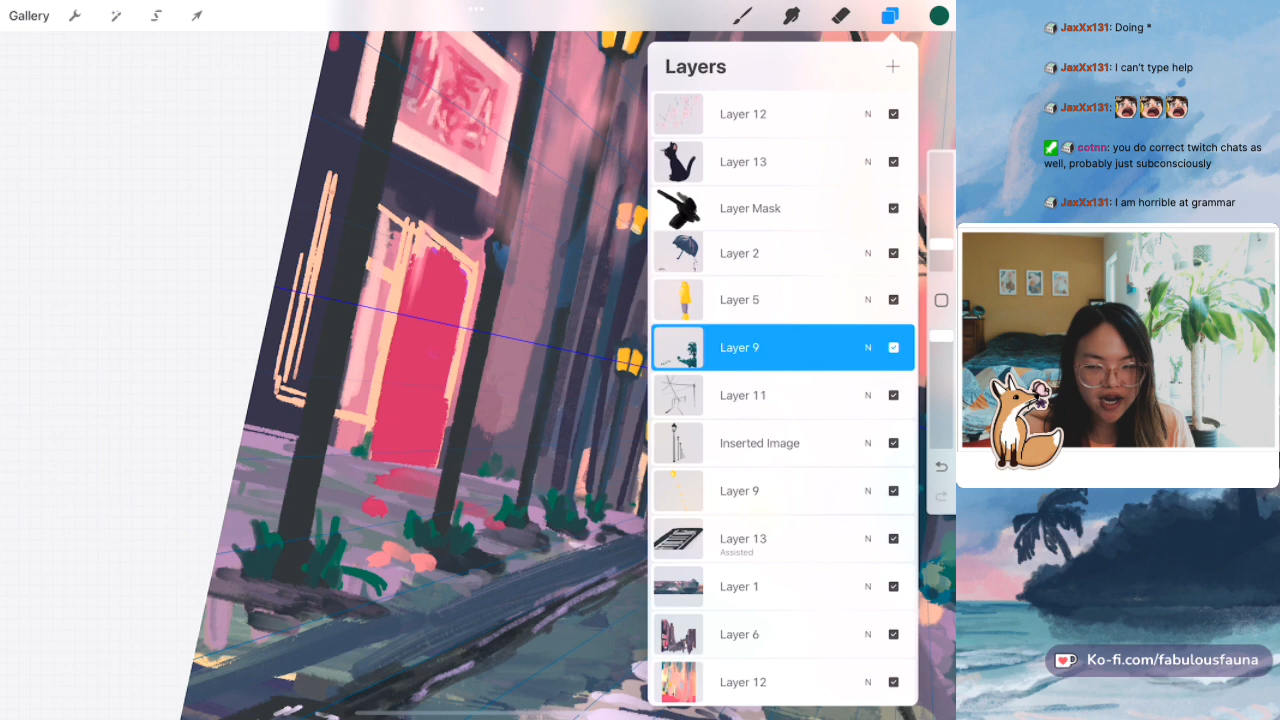 Gallery
Layers
Layer 12 N
Layer 13 N
Layer Mask
Layer 2 N
Layer 5 N
Layer 9 N
Layer 11 N
Inserted Image N
Layer 9 N
Layer 13 N
Assisted
Layer 1 N
Layer 6 N
Layer 12 N
JaxXx131: Doing *
JaxXx131: I can't type help
JaxXx131:
cotnn: you do correct twitch chats as
well, probably just subconsciously
JaxXx131: I am horrible at grammar
Ko-fi.com/fabulousfauna